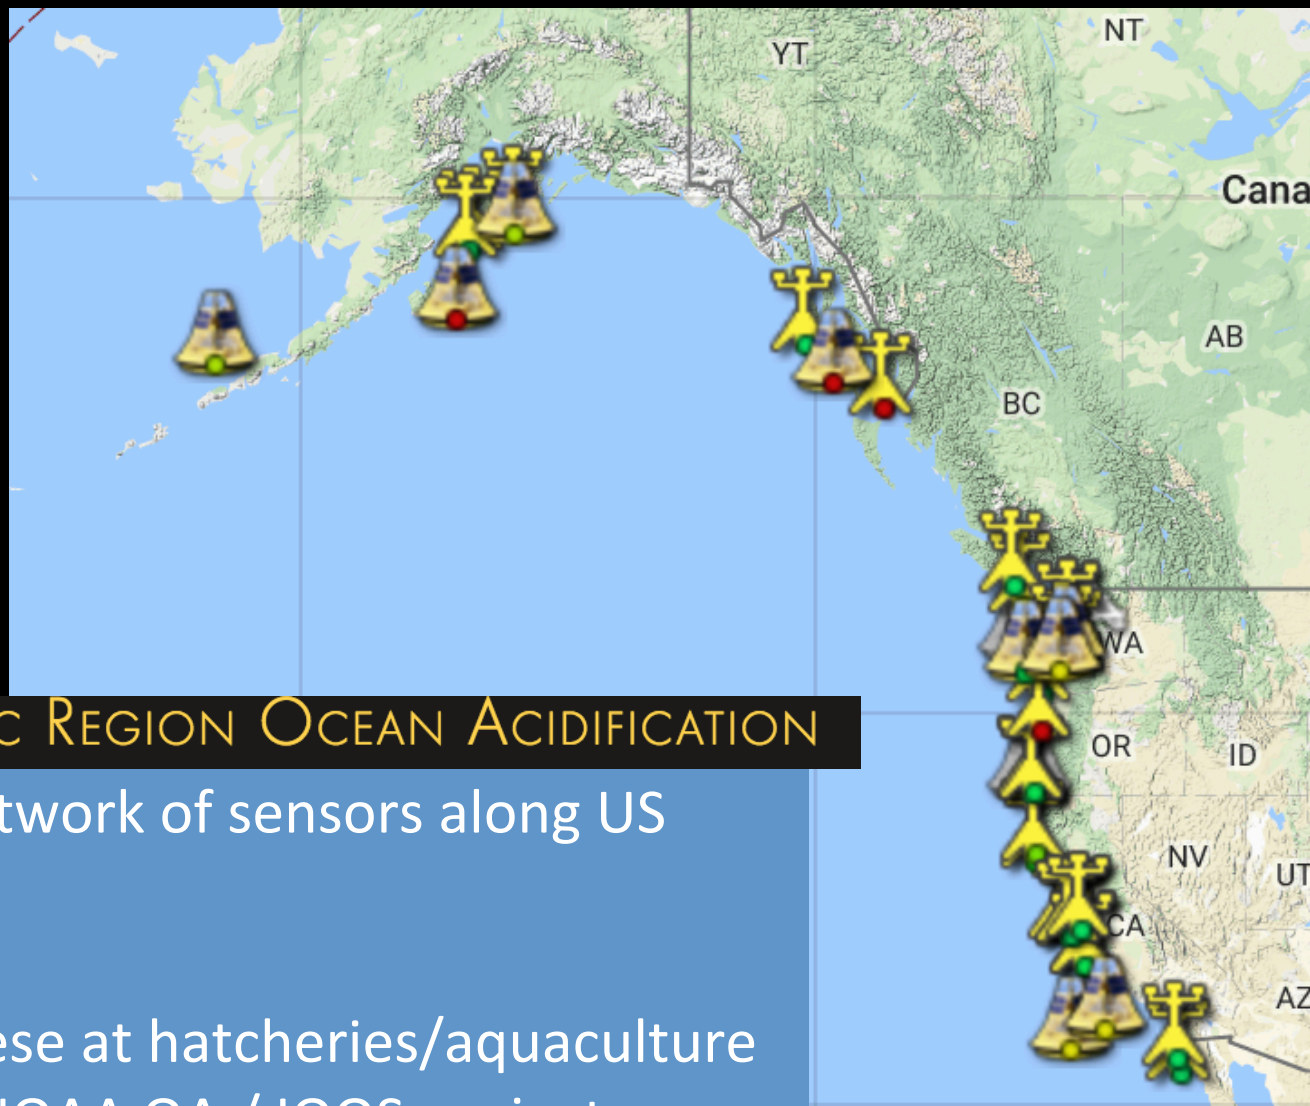 NT
YT
Cana
AB
BC
WA
C REGION OCEAN ACIDIFICATION
OR
ID
twork of sensors along US
NV
UT
CA
AZ
ese at hatcheries/aquaculture